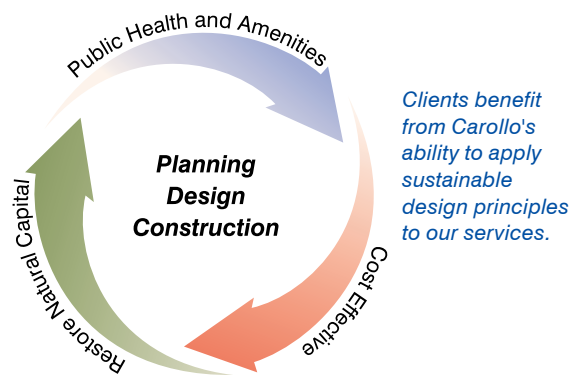 Public Health and Amenities
Planning
Design
Construction
Cost Effective
Restore Natural Capital
Clients benefit
from Carollo's
ability to apply
sustainable
design principles
to our services.